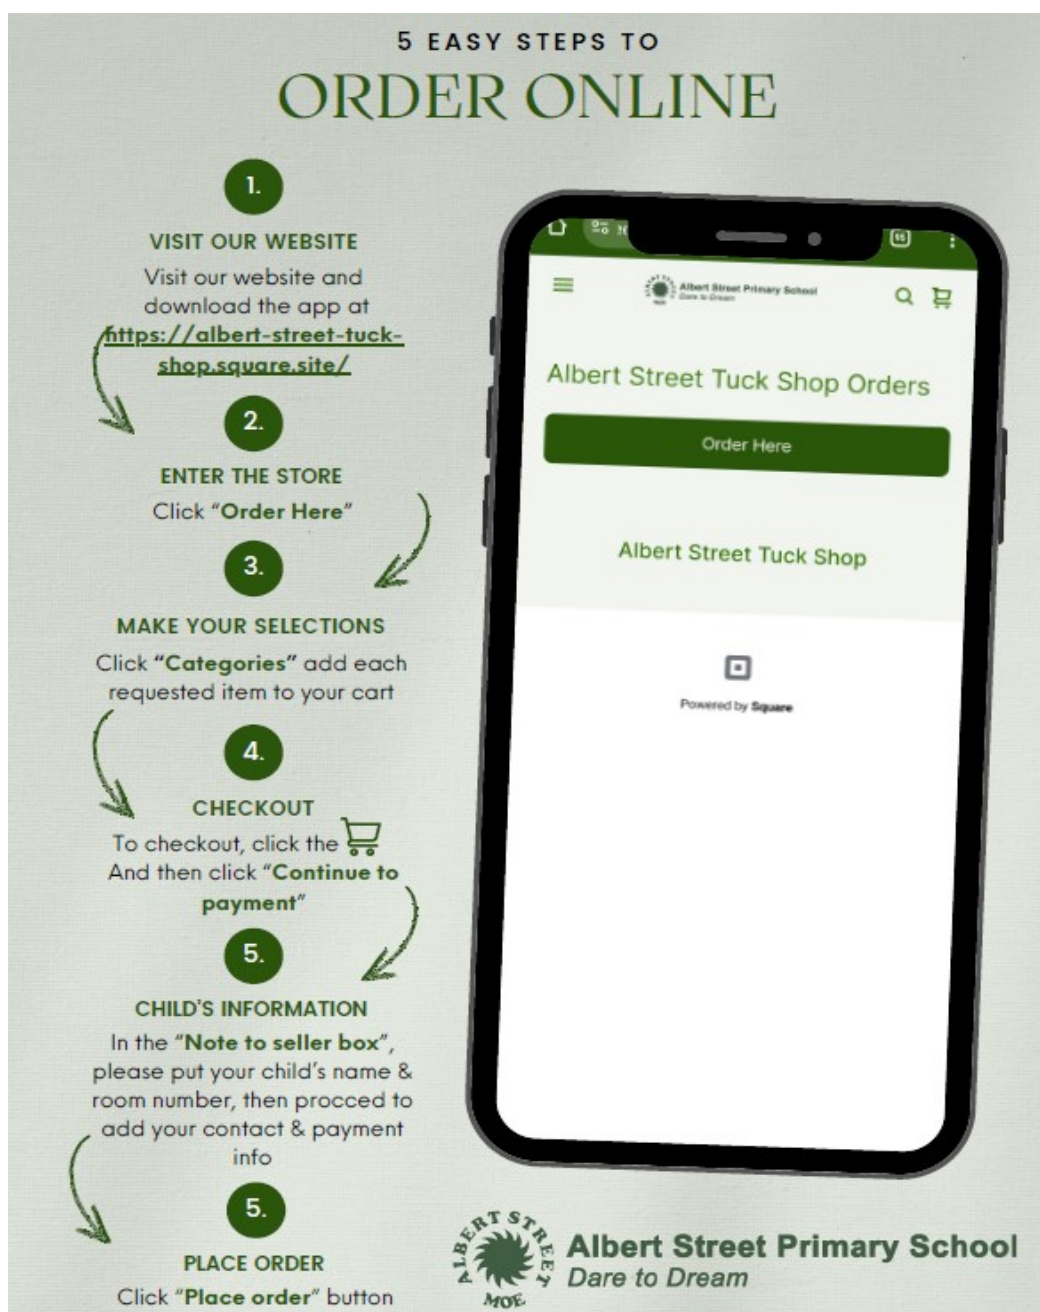 5 EASY STEPS TO
ORDER ONLINE
1.
VISIT OUR WEBSITE
Visit our website and
download the app at
https://albert-street-tuck-
shop.square.site/
2.
ENTER THE STORE
Click “Order Here”
3.
MAKE YOUR SELECTIONS
Click “Categories” add each
requested item to your cart
4.
CHECKOUT
To checkout, click the
And then click “Continue to
payment”
5.
CHILD'S INFORMATION
In the “Note to seller box”,
please put your child’s name &
room number, then procced to
add your contact & payment
info
5.
PLACE ORDER
Click “Place order” button
Albert Street Primary School
Dare to Dream
Albert Street Tuck Shop Orders
Order Here
Albert Street Tuck Shop
Powered by Square
ALBERT STREET
MOE
Albert Street Primary School
Dare to Dream